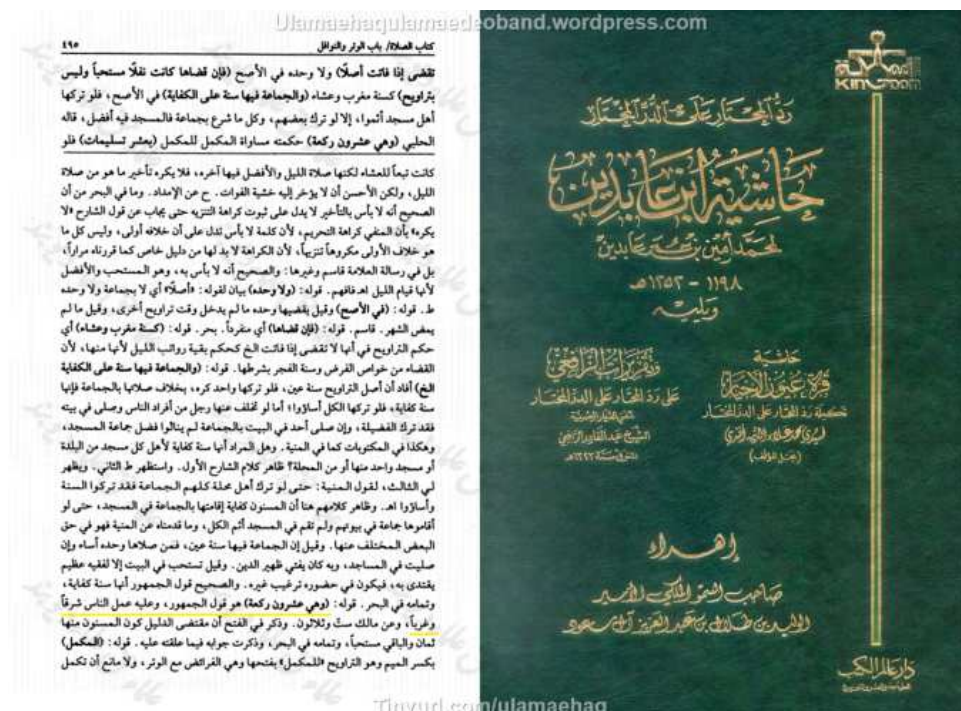 Ulamaehaqulamaedeoband.wordpress.com
كتاب الصلاة/ باب الوتر والنوافل
٤٩٥
تقضى إذا فاتت أصلًا) ولا وحده في الأصح (فإن قضاها كانت نفلًا مستحباً وليس
بتراويح) كسنة مغرب وعشاء (والجماعة فيها سنة على الكفاية) في الأصح، فلو تركها
أهل مسجد أثموا، إلا لو ترك بعضهم، وكل ما شرع بجماعة فالمسجد فيه أفضل، قاله
الحلبي (وهي عشرون ركعة) حكمته مساواة المكمل للمكمل (بعشر تسليمات) فلو
كانت تبعاً للعشاء لكنها صلاة الليل والأفضل فيها آخره، فلا يكره تأخير ما هو من صلاة
الليل، ولكن الأحسن أن لا يؤخر إليه خشية الفوات. ح عن الإمداد. وما في البحر من أن
الصحيح أنه لا بأس بالتأخير لا يدل على ثبوت كراهة التنزيه حتى يجاب عن قول الشارح «لا
يكره» بأن المنفي كراهة التحريم، لأن كلمة لا بأس تدل على أن خلافه أولى، وليس كل ما
هو خلاف الأولى مكروهاً تنزيهاً، لأن الكراهة لا بد لها من دليل خاص كما قررناه مراراً،
بل في رسالة العلامة قاسم وغيرها: والصحيح أنه لا بأس به، وهو المستحب والأفضل
لأنها قيام الليل اهـ فافهم. قوله: (ولا وحده) بيان لقوله: «أصلًا» أي لا بجماعة ولا وحده
ط. قوله: (في الأصح) وقيل يقضيها وحده ما لم يدخل وقت تراويح أخرى، وقيل ما لم
يمض الشهر. قاسم. قوله: (فإن قضاها) أي منفرداً. بحر. قوله: (كسنة مغرب وعشاء) أي
حكم التراويح في أنها لا تقضى إذا فاتت الخ كحكم بقية رواتب الليل لأنها منها، لأن
القضاء من خواص الفرض وسنة الفجر بشرطها. قوله: (والجماعة فيها سنة على الكفاية
الخ) أفاد أن أصل التراويح سنة عين، فلو تركها واحد كره، بخلاف صلاتها بالجماعة فإنها
سنة كفاية، فلو تركها الكل أساؤوا؛ أما لو تخلف عنها رجل من أفراد الناس وصلى في بيته
فقد ترك الفضيلة، وإن صلى أحد في البيت بالجماعة لم ينالوا فضل جماعة المسجد،
وهكذا في المكتوبات كما في المنية. وهل المراد أنها سنة كفاية لأهل كل مسجد من البلدة
أو مسجد واحد منها أو من المحلة؟ ظاهر كلام الشارح الأول. واستظهر ط الثاني. ويظهر
لي الثالث، لقول المنية: حتى لو ترك أهل محلة كلهم الجماعة فقد تركوا السنة
وأساؤوا اهـ. وظاهر كلامهم هنا أن المسنون كفاية إقامتها بالجماعة في المسجد، حتى لو
أقاموها جماعة في بيوتهم ولم تقم في المسجد أثم الكل، وما قدمناه عن المنية فهو في حق
البعض المختلف عنها. وقيل إن الجماعة فيها سنة عين، فمن صلاها وحده أساء وإن
صليت في المساجد، وبه كان يفتي ظهير الدين. وقيل تستحب في البيت إلا لفقيه عظيم
يقتدى به، فيكون في حضوره ترغيب غيره. والصحيح قول الجمهور أنها سنة كفاية،
وتمامه في البحر. قوله: (وهي عشرون ركعة) هو قول الجمهور، وعليه عمل الناس شرقاً
وغرباً، وعن مالك ستّ وثلاثون. وذكر في الفتح أن مقتضى الدليل كون المسنون منها
ثمان والباقي مستحباً، وتمامه في البحر، وذكرت جوابه فيما علقته عليه. قوله: (المكمل)
بكسر الميم وهو التراويح «للمكمل» بفتحها وهي الفرائض مع الوتر، ولا مانع أن تكمل
KINGDOM
رد المحتار على الدر المختار
حاشية ابن عابدين
لمحمد أمين بن عمر عابدين
١١٩٨ - ١٢٥٢هـ
ويليه
حاشية
قرة عيون الأخيار
تكملة رد المحتار على الدر المختار
(نجل المؤلف)
وتقريرات الرافعي
على رد المحتار على الدر المختار
الشيخ عبد القادر الرافعي
المتوفى سنة ١٣٢٣هـ
إهداء
صاحب السمو الملكي الأمير
الوليد بن طلال بن عبد العزيز آل سعود
دار عالم الكتب
Tinyurl.com/ulamaehaq